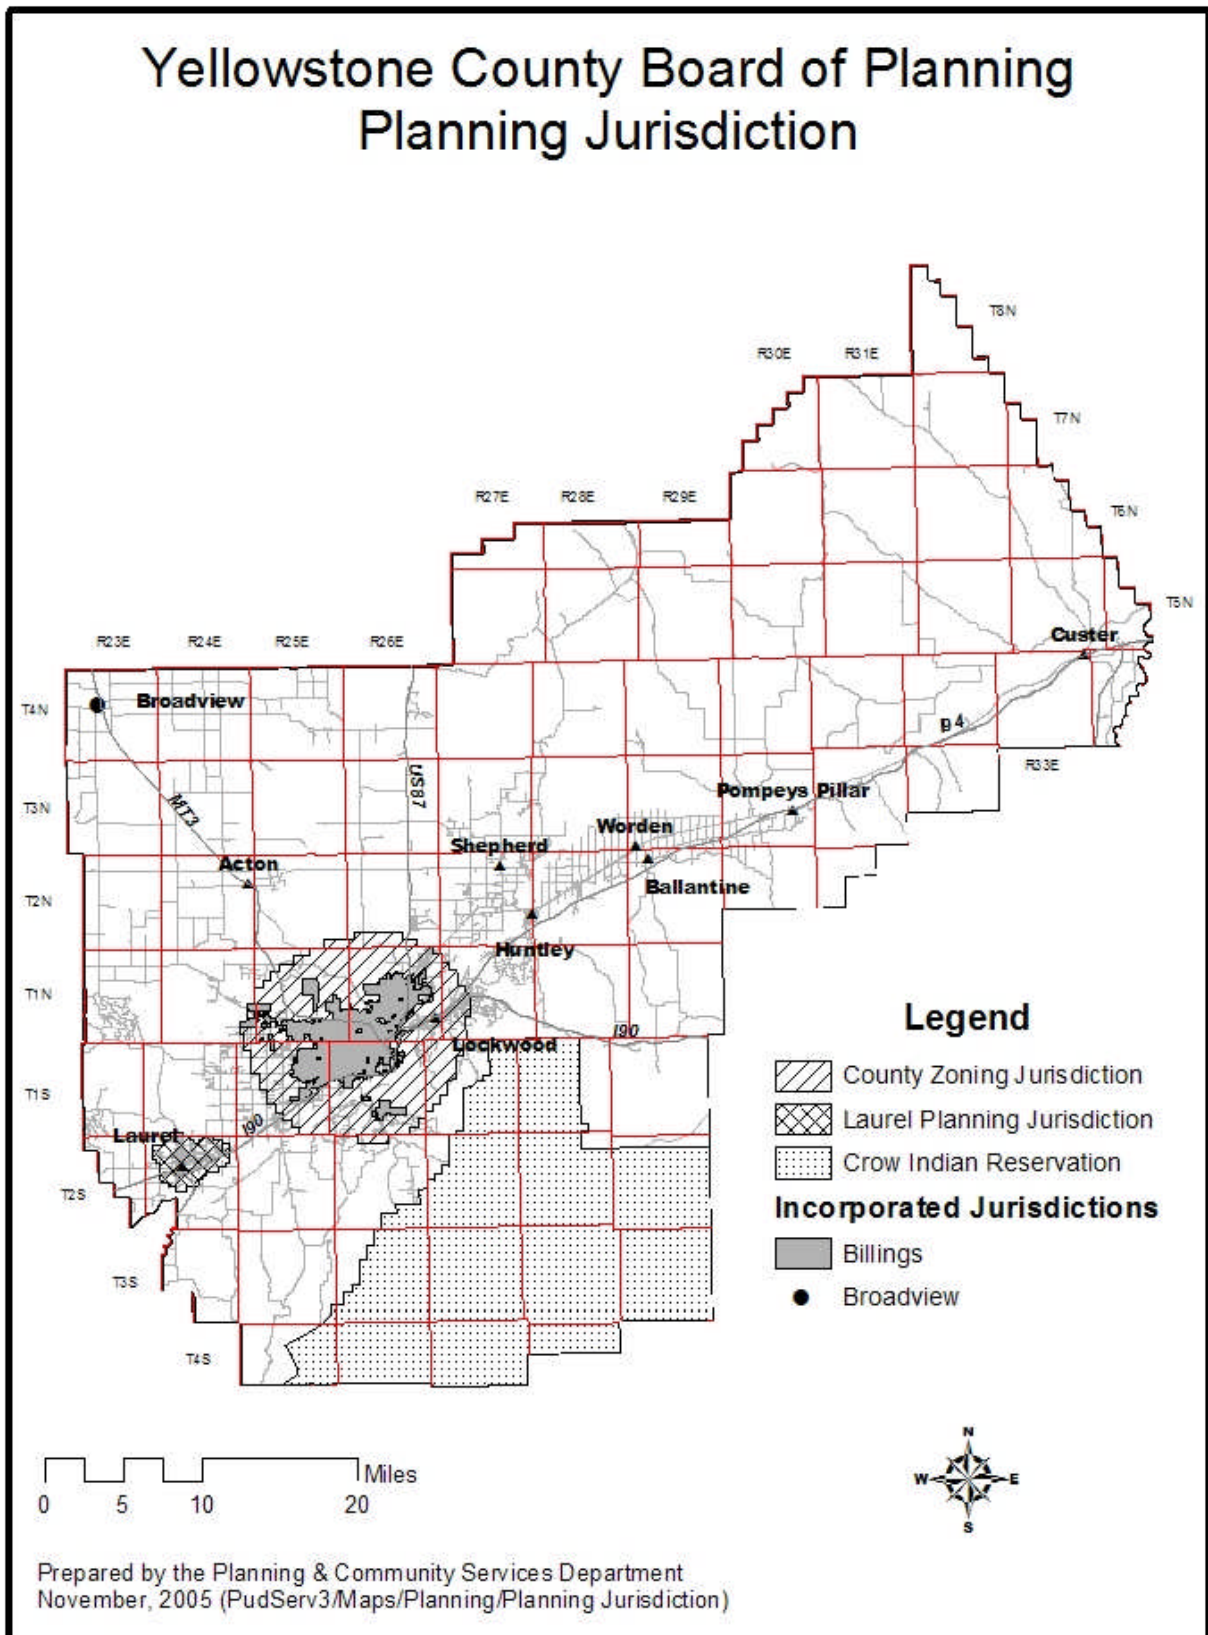 Yellowstone County Board of Planning
Planning Jurisdiction
T8N
R30E
R31E
T7N
R27E
R28E
R29E
T6N
T5N
Custer
R23E
R24E
R25E
R26E
T4N
Broadview
R33E
US87
Pompeys Pillar
MT3
T3N
Worden
Shepherd
Acton
Ballantine
T2N
Huntley
T1N
I90
Lockwood
T1S
I90
Laurel
T2S
T3S
T4S
Legend
County Zoning Jurisdiction
Laurel Planning Jurisdiction
Crow Indian Reservation
Incorporated Jurisdictions
Billings
Broadview
N
W
E
S
Miles
0
5
10
20
Prepared by the Planning & Community Services Department
November, 2005 (PudServ3/Maps/Planning/Planning Jurisdiction)